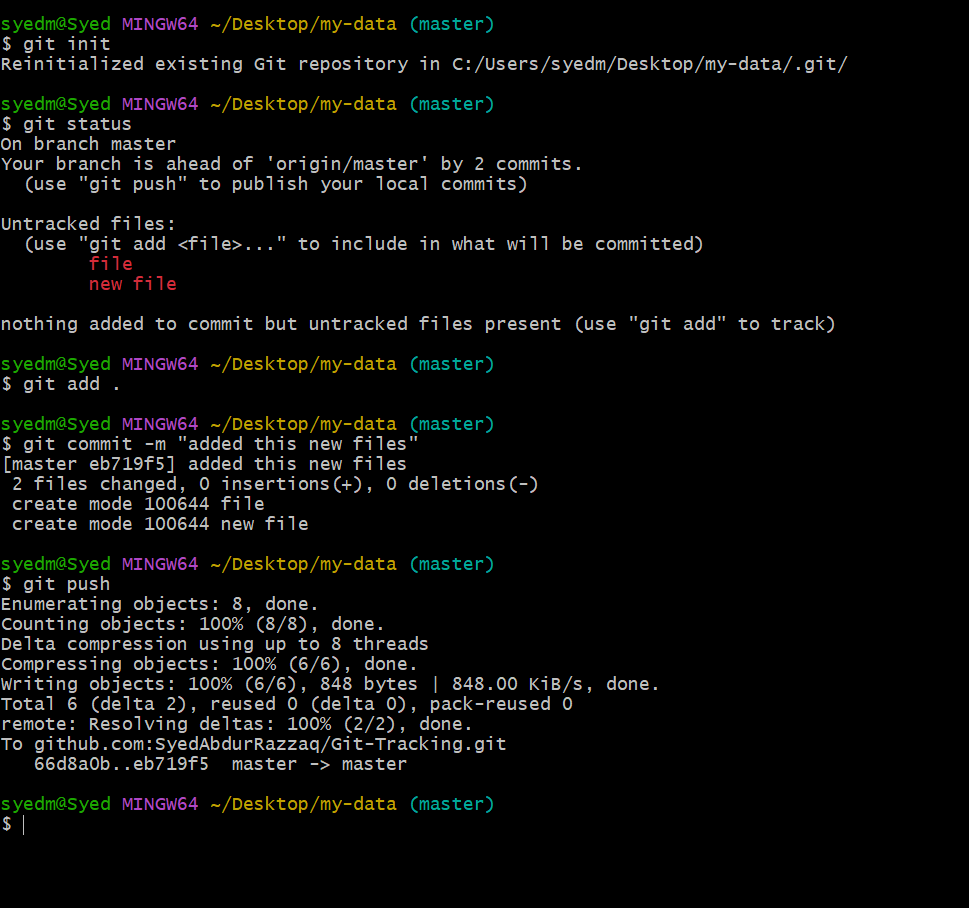 syedm@Syed MINGW64 ~/Desktop/my-data (master)
$ git init
Reinitialized existing Git repository in C:/Users/syedm/Desktop/my-data/.git/
syedm@Syed MINGW64 ~/Desktop/my-data (master)
$ git status
On branch master
Your branch is ahead of 'origin/master' by 2 commits.
  (use "git push" to publish your local commits)
Untracked files:
  (use "git add <file>..." to include in what will be committed)
        file
        new file
nothing added to commit but untracked files present (use "git add" to track)
syedm@Syed MINGW64 ~/Desktop/my-data (master)
$ git add .
syedm@Syed MINGW64 ~/Desktop/my-data (master)
$ git commit -m "added this new files"
[master eb719f5] added this new files
 2 files changed, 0 insertions(+), 0 deletions(-)
 create mode 100644 file
 create mode 100644 new file
syedm@Syed MINGW64 ~/Desktop/my-data (master)
$ git push
Enumerating objects: 8, done.
Counting objects: 100% (8/8), done.
Delta compression using up to 8 threads
Compressing objects: 100% (6/6), done.
Writing objects: 100% (6/6), 848 bytes | 848.00 KiB/s, done.
Total 6 (delta 2), reused 0 (delta 0), pack-reused 0
remote: Resolving deltas: 100% (2/2), done.
To github.com:SyedAbdurRazzaq/Git-Tracking.git
   66d8a0b..eb719f5  master -> master
syedm@Syed MINGW64 ~/Desktop/my-data (master)
$